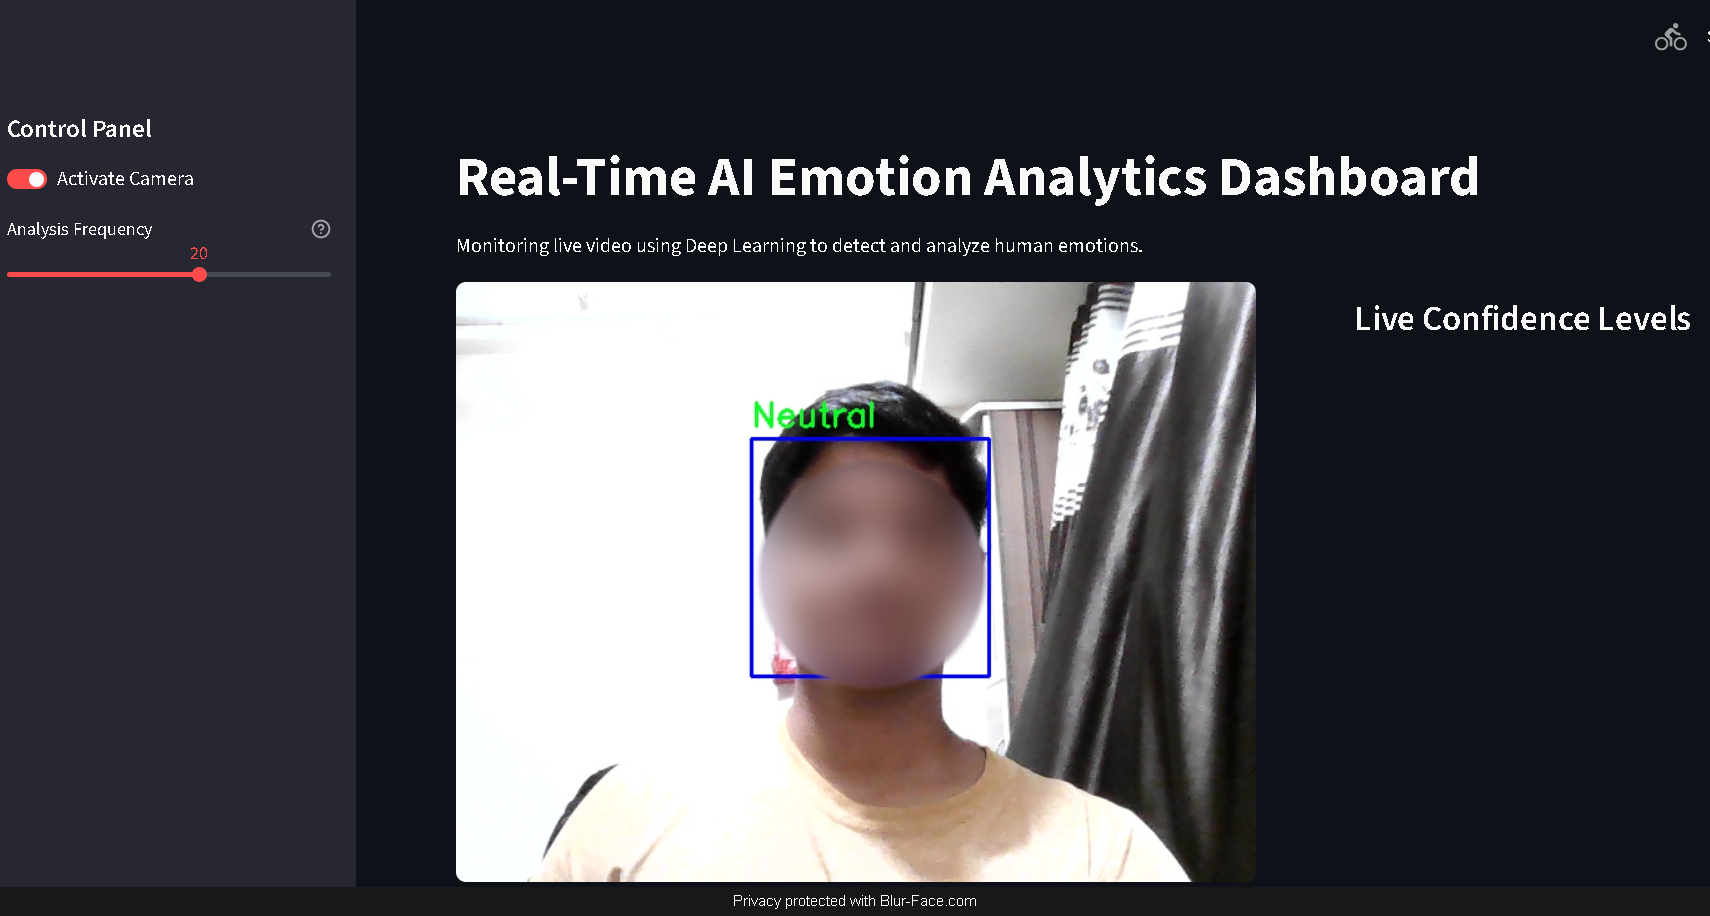 Control Panel
Activate Camera
Analysis Frequency
20
Real-Time AI Emotion Analytics Dashboard
Monitoring live video using Deep Learning to detect and analyze human emotions.
Neutral
Live Confidence Levels
Privacy protected with Blur-Face.com